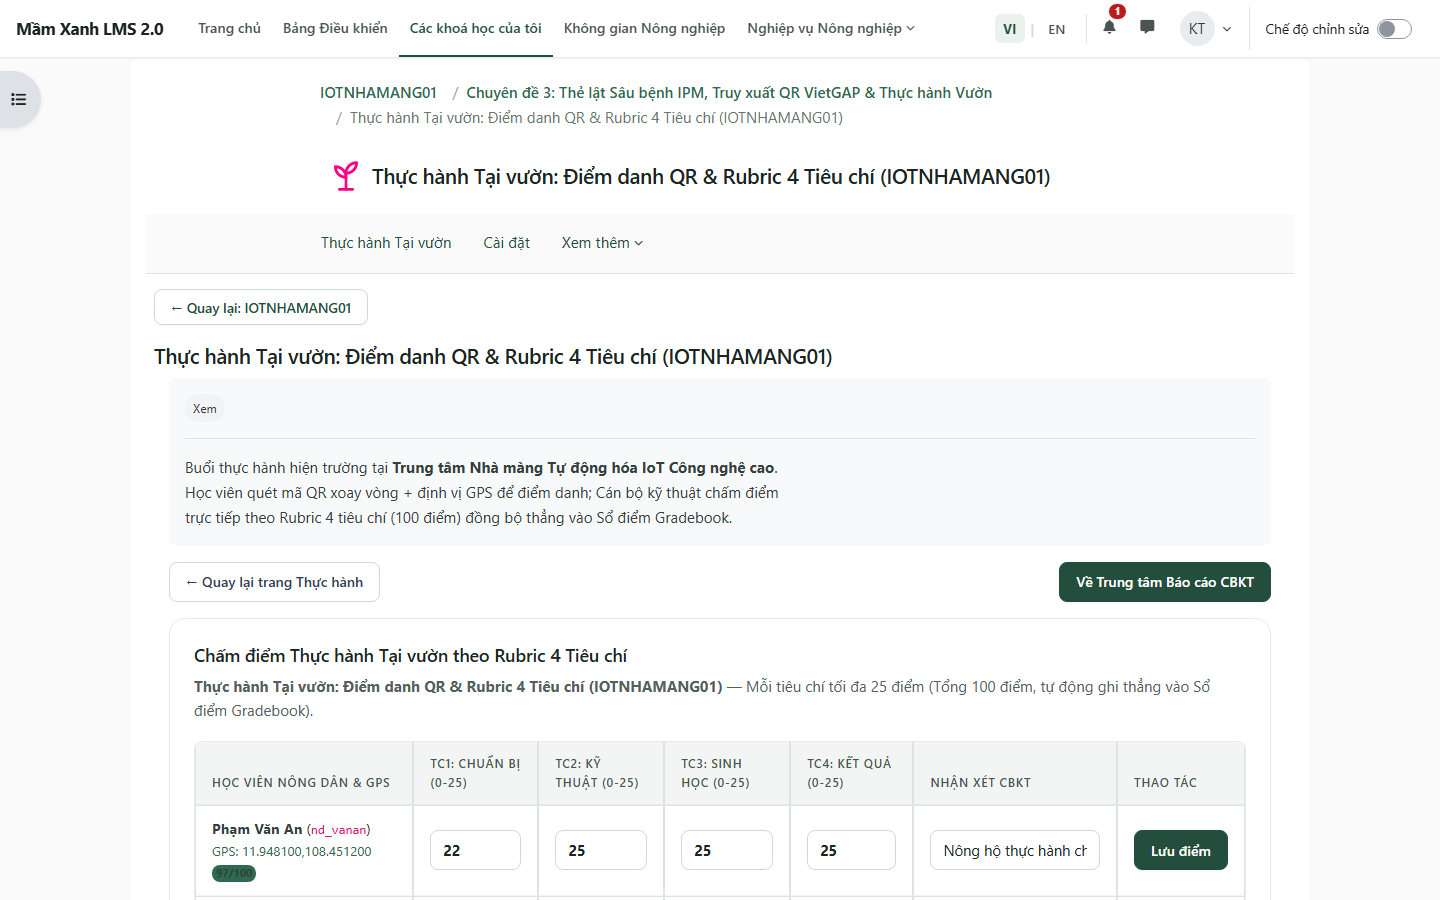 Mầm Xanh LMS 2.0
Trang chủ
Bảng Điều khiển
Các khoá học của tôi
Không gian Nông nghiệp
Nghiệp vụ Nông nghiệp
VI | EN
1
KT
Chế độ chỉnh sửa
IOTNHAMANG01 / Chuyên đề 3: Thẻ lật Sâu bệnh IPM, Truy xuất QR VietGAP & Thực hành Vườn
/ Thực hành Tại vườn: Điểm danh QR & Rubric 4 Tiêu chí (IOTNHAMANG01)
Thực hành Tại vườn: Điểm danh QR & Rubric 4 Tiêu chí (IOTNHAMANG01)
Thực hành Tại vườn
Cài đặt
Xem thêm
← Quay lại: IOTNHAMANG01
Thực hành Tại vườn: Điểm danh QR & Rubric 4 Tiêu chí (IOTNHAMANG01)
Xem
Buổi thực hành hiện trường tại Trung tâm Nhà màng Tự động hóa IoT Công nghệ cao.
Học viên quét mã QR xoay vòng + định vị GPS để điểm danh; Cán bộ kỹ thuật chấm điểm
trực tiếp theo Rubric 4 tiêu chí (100 điểm) đồng bộ thẳng vào Sổ điểm Gradebook.
← Quay lại trang Thực hành
Về Trung tâm Báo cáo CBKT
Chấm điểm Thực hành Tại vườn theo Rubric 4 Tiêu chí
Thực hành Tại vườn: Điểm danh QR & Rubric 4 Tiêu chí (IOTNHAMANG01) — Mỗi tiêu chí tối đa 25 điểm (Tổng 100 điểm, tự động ghi thẳng vào Sổ
điểm Gradebook).
HỌC VIÊN NÔNG DÂN & GPS
TC1: CHUẨN BỊ
(0-25)
TC2: KỸ
THUẬT (0-25)
TC3: SINH
HỌC (0-25)
TC4: KẾT QUẢ
(0-25)
NHẬN XÉT CBKT
THAO TÁC
Phạm Văn An (nd_vanan)
GPS: 11.948100,108.451200
97/100
22
25
25
25
Nông hộ thực hành ch
Lưu điểm